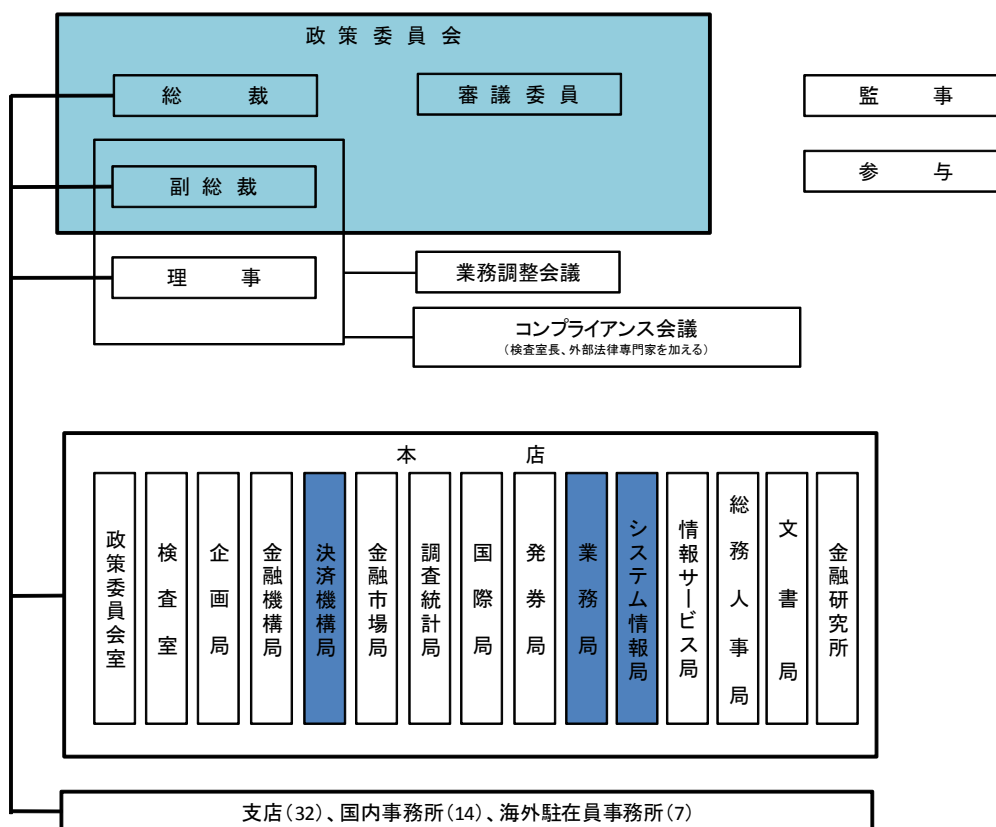 政策委員会
総裁
審議委員
監事
副総裁
参与
理事
業務調整会議
コンプライアンス会議
（検査室長、外部法律専門家を加える）
本店
政策委員会室
検査室
企画局
金融機構局
決済機構局
金融市場局
調査統計局
国際局
発券局
業務局
システム情報局
情報サービス局
総務人事局
文書局
金融研究所
支店（32）、国内事務所（14）、海外駐在員事務所（7）